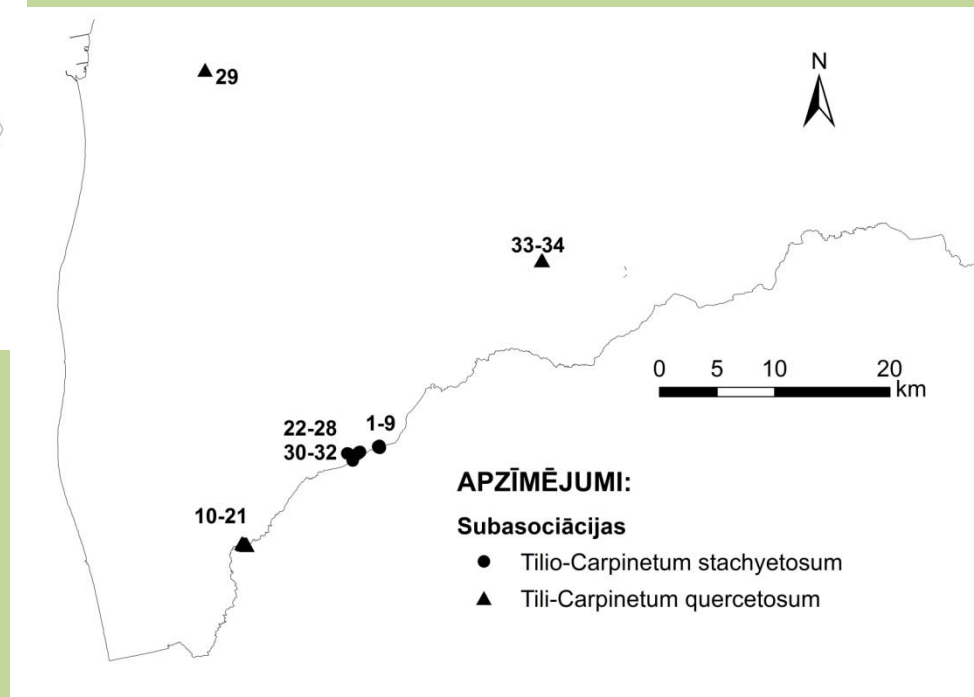 N
29
33-34
0 5 10 20
km
22-28 1-9
30-32
10-21
APZĪMĒJUMI:
Subasociācijas
Tilio-Carpinetum stachyetosum
Tili-Carpinetum quercetosum